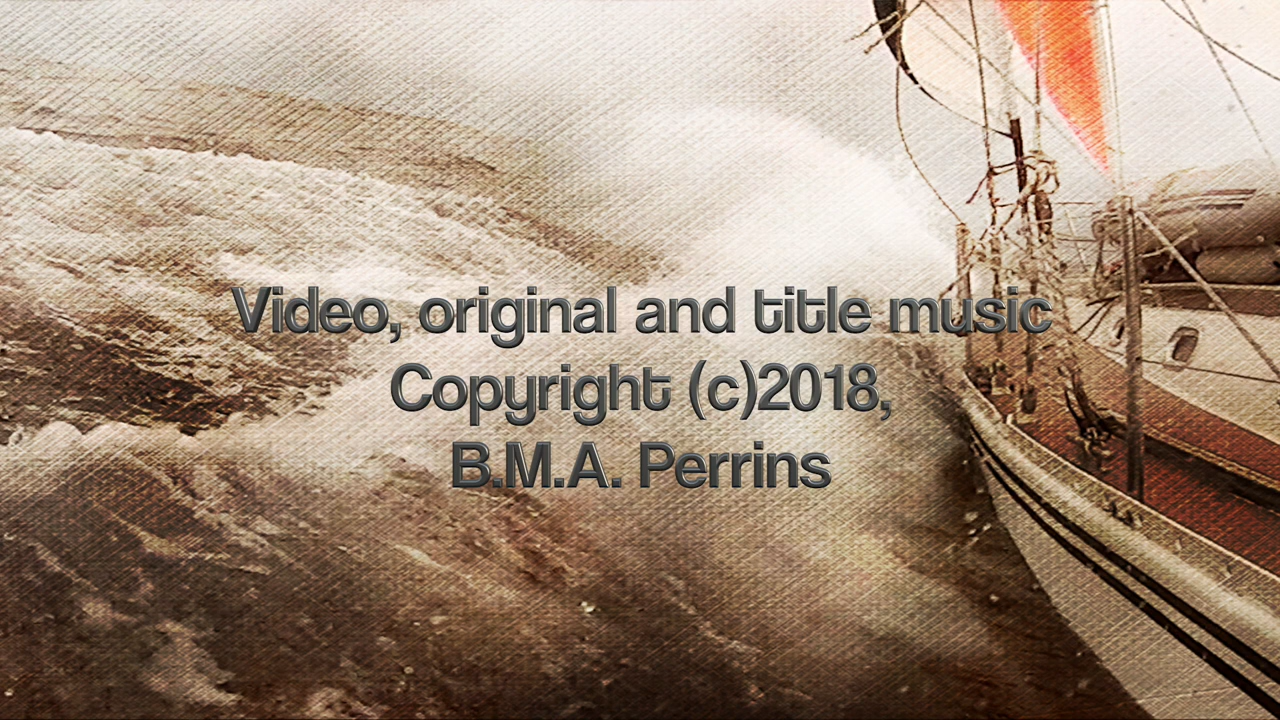 Video, original and title music
Copyright (c)2018,
B.M.A. Perrins